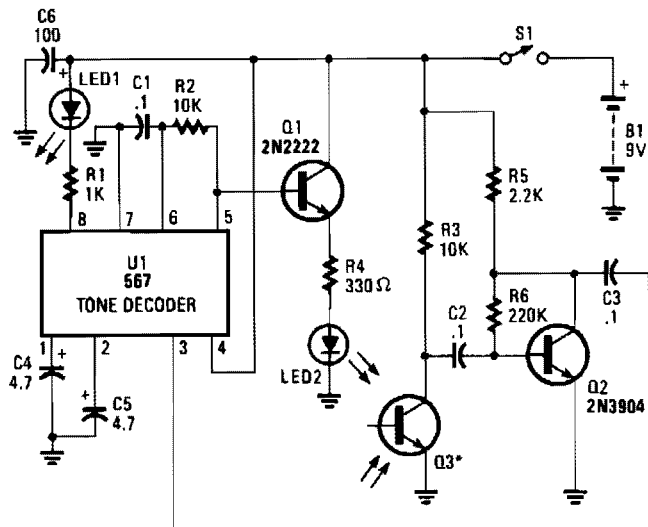 C6
100
+
LED1
C1
.1
R2
10K
Q1
2N2222
S1
+
B1
9V
R1
1K
R5
2.2K
R3
10K
8
7
6
5
U1
567
TONE DECODER
R4
330Ω
R6
220K
C2
.1
C3
.1
1
2
3
4
C4
4.7
+
LED2
Q2
2N3904
+
C5
4.7
Q3*